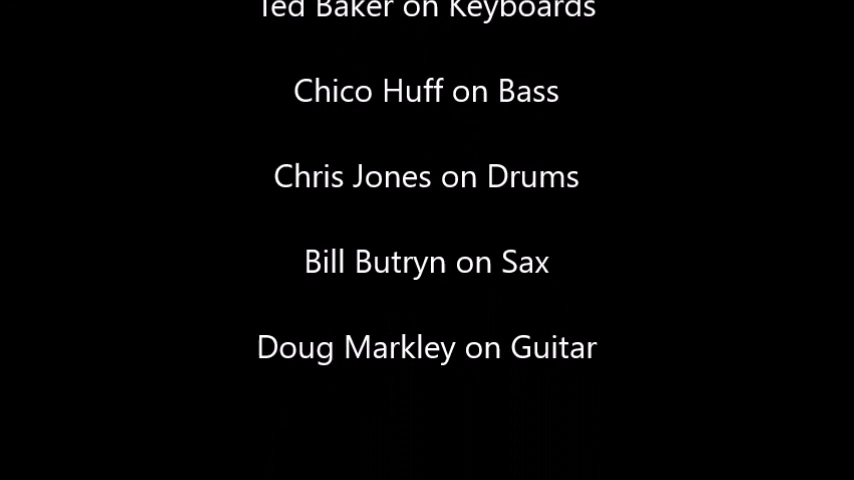 Ted Baker on Keyboards
Chico Huff on Bass
Chris Jones on Drums
Bill Butryn on Sax
Doug Markley on Guitar